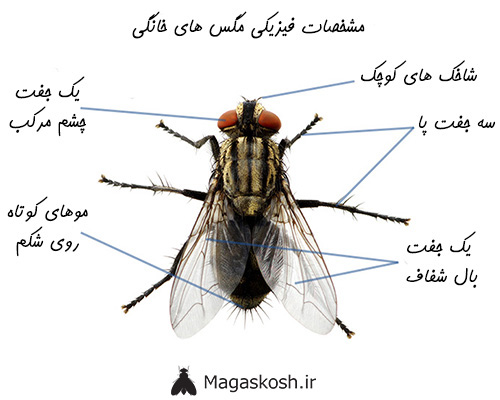 مشخصات فیزیکی مگس های خانگی
شاخک های کوچک
یک جفت
چشم مرکب
سه جفت پا
موهای کوتاه
روی شکم
یک جفت
بال شفاف
Magaskosh.ir